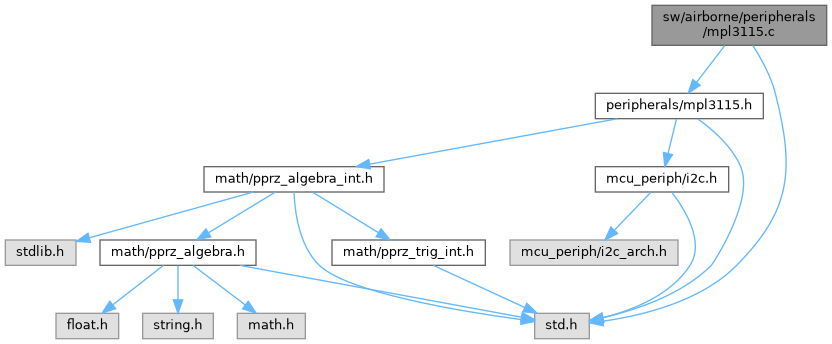 sw/airborne/peripherals
/mpl3115.c
peripherals/mpl3115.h
math/pprz_algebra_int.h
mcu_periph/i2c.h
stdlib.h
math/pprz_algebra.h
math/pprz_trig_int.h
mcu_periph/i2c_arch.h
float.h
string.h
math.h
std.h